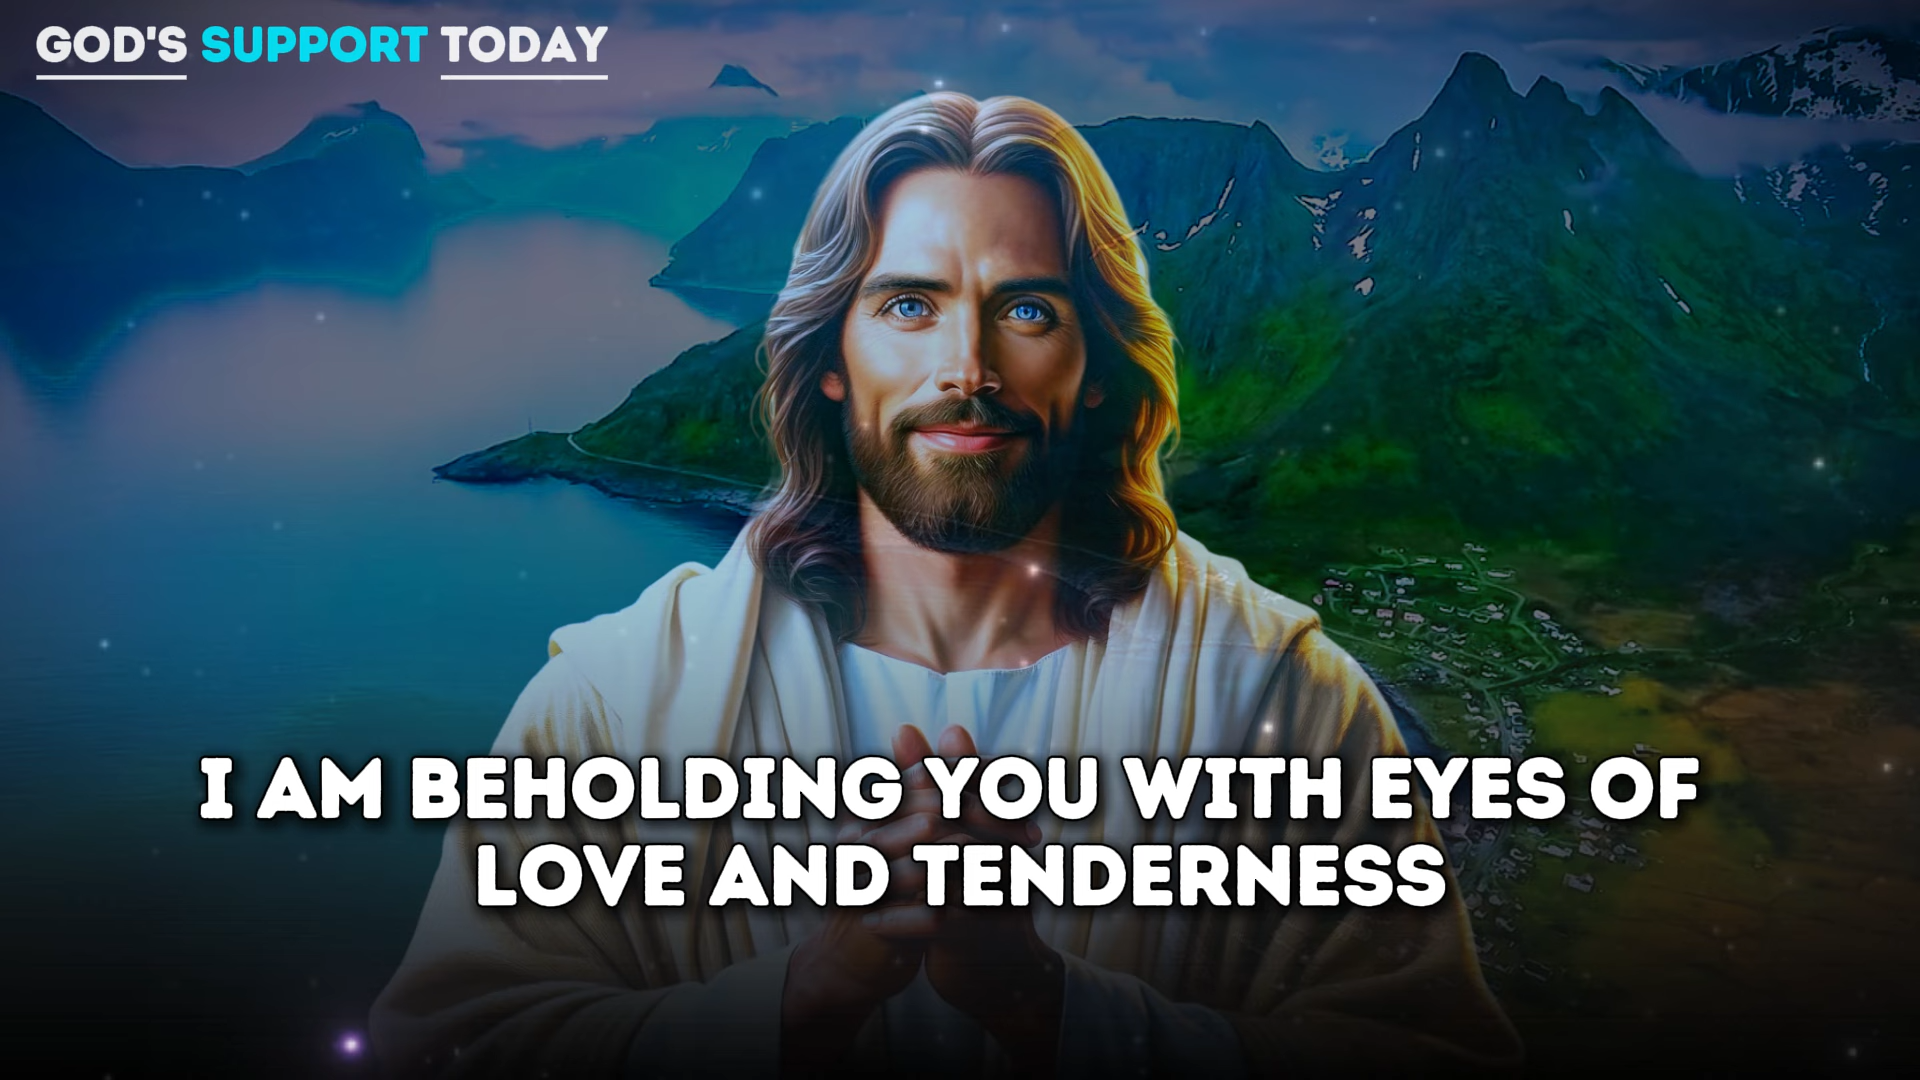 GOD'S SUPPORT TODAY
I AM BEHOLDING YOU WITH EYES OF
LOVE AND TENDERNESS